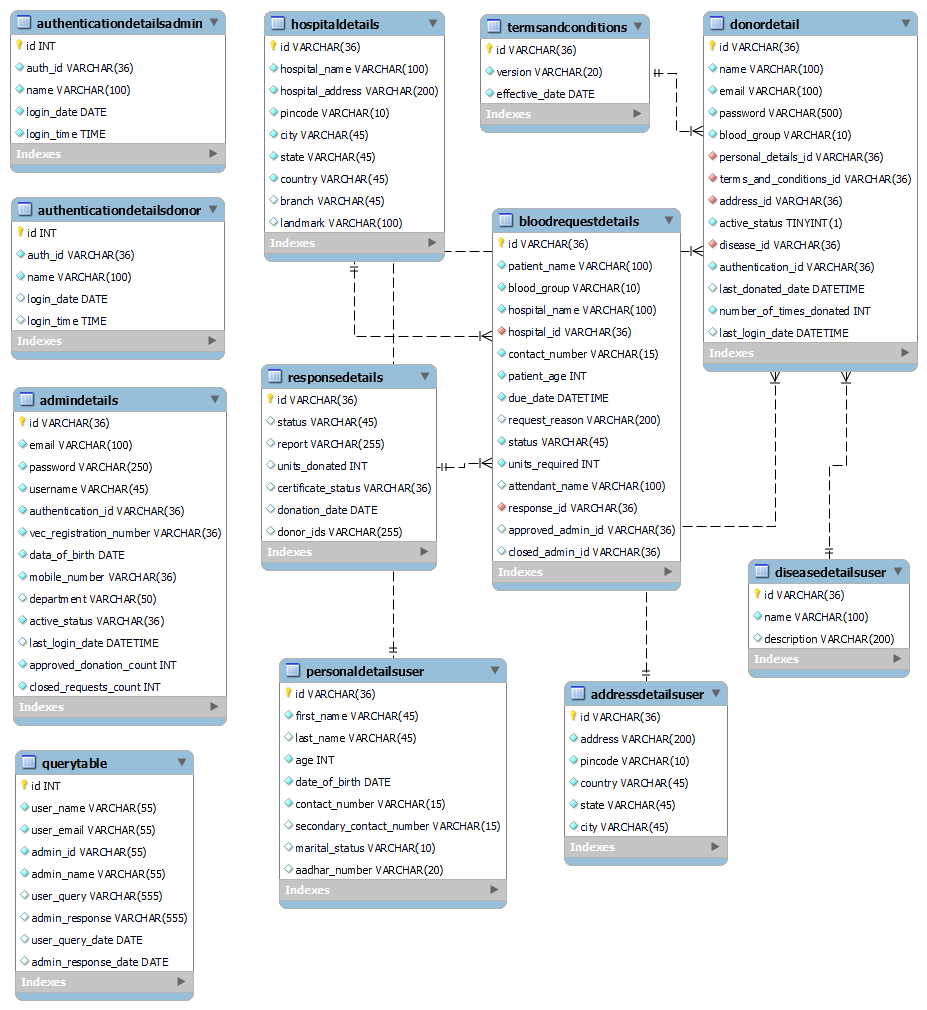 authenticationdetailsadmin
id INT
auth_id VARCHAR(36)
name VARCHAR(100)
login_date DATE
login_time TIME
Indexes
authenticationdetailsdonor
id INT
auth_id VARCHAR(36)
name VARCHAR(100)
login_date DATE
login_time TIME
Indexes
admindetails
id VARCHAR(36)
email VARCHAR(100)
password VARCHAR(250)
username VARCHAR(45)
authentication_id VARCHAR(36)
vec_registration_number VARCHAR(36)
data_of_birth DATE
mobile_number VARCHAR(36)
department VARCHAR(50)
active_status VARCHAR(36)
last_login_date DATETIME
approved_donation_count INT
closed_requests_count INT
Indexes
querytable
id INT
user_name VARCHAR(55)
user_email VARCHAR(55)
admin_id VARCHAR(55)
admin_name VARCHAR(55)
user_query VARCHAR(555)
admin_response VARCHAR(555)
user_query_date DATE
admin_response_date DATE
Indexes
hospitaldetails
id VARCHAR(36)
hospital_name VARCHAR(100)
hospital_address VARCHAR(200)
pincode VARCHAR(10)
city VARCHAR(45)
state VARCHAR(45)
country VARCHAR(45)
branch VARCHAR(45)
landmark VARCHAR(100)
Indexes
responsedetails
id VARCHAR(36)
status VARCHAR(45)
report VARCHAR(255)
units_donated INT
certificate_status VARCHAR(36)
donation_date DATE
donor_ids VARCHAR(255)
Indexes
personaldetailsuser
id VARCHAR(36)
first_name VARCHAR(45)
last_name VARCHAR(45)
age INT
date_of_birth DATE
contact_number VARCHAR(15)
secondary_contact_number VARCHAR(15)
marital_status VARCHAR(10)
aadhar_number VARCHAR(20)
Indexes
termsandconditions
id VARCHAR(36)
version VARCHAR(20)
effective_date DATE
Indexes
bloodrequestdetails
id VARCHAR(36)
patient_name VARCHAR(100)
blood_group VARCHAR(10)
hospital_name VARCHAR(100)
hospital_id VARCHAR(36)
contact_number VARCHAR(15)
patient_age INT
due_date DATETIME
request_reason VARCHAR(200)
status VARCHAR(45)
units_required INT
attendant_name VARCHAR(100)
response_id VARCHAR(36)
approved_admin_id VARCHAR(36)
closed_admin_id VARCHAR(36)
Indexes
addressdetailsuser
id VARCHAR(36)
address VARCHAR(200)
pincode VARCHAR(10)
country VARCHAR(45)
state VARCHAR(45)
city VARCHAR(45)
Indexes
donordetail
id VARCHAR(36)
name VARCHAR(100)
email VARCHAR(100)
password VARCHAR(500)
blood_group VARCHAR(10)
personal_details_id VARCHAR(36)
terms_and_conditions_id VARCHAR(36)
address_id VARCHAR(36)
active_status TINYINT(1)
disease_id VARCHAR(36)
authentication_id VARCHAR(36)
last_donated_date DATETIME
number_of_times_donated INT
last_login_date DATETIME
Indexes
diseasedetailsuser
id VARCHAR(36)
name VARCHAR(100)
description VARCHAR(200)
Indexes